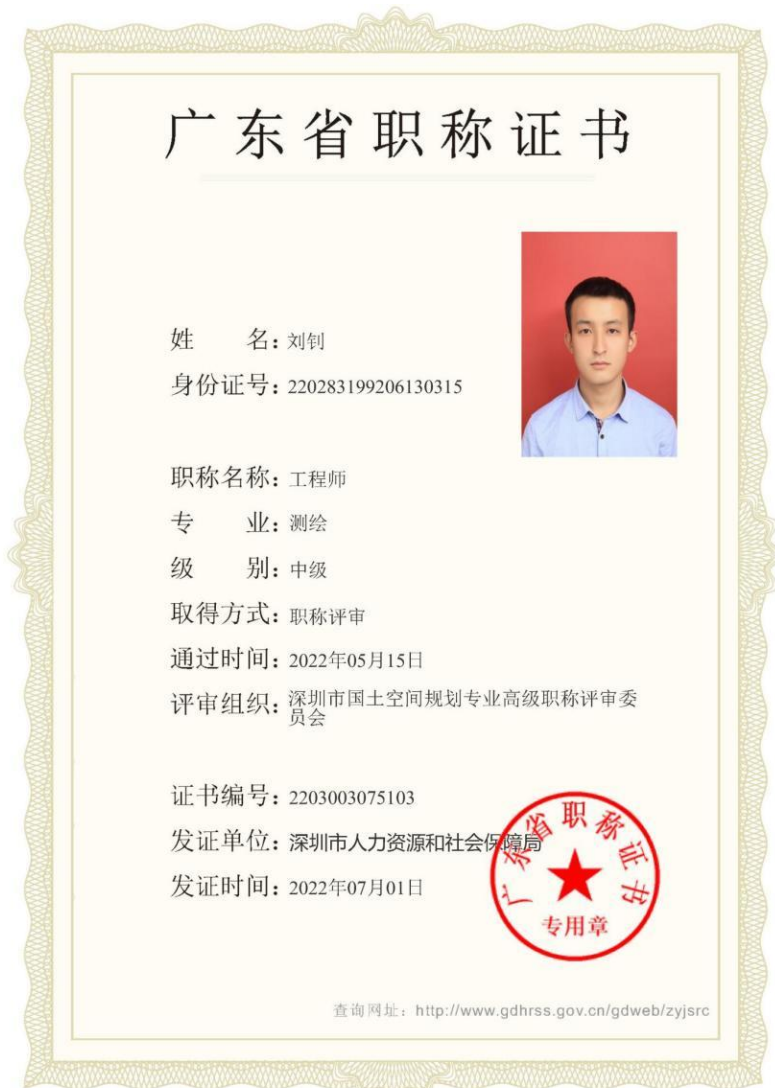 广东省职称证书
姓 名：刘钊
身份证号：220283199206130315
职称名称：工程师
专 业：测绘
级 别：中级
取得方式：职称评审
通过时间：2022年05月15日
评审组织：深圳市国土空间规划专业高级职称评审委
员会
证书编号：2203003075103
发证单位：深圳市人力资源和社会保障局
发证时间：2022年07月01日
广东省职称证书
专用章
查询网址：http://www.gdhrss.gov.cn/gdweb/zyjsrc